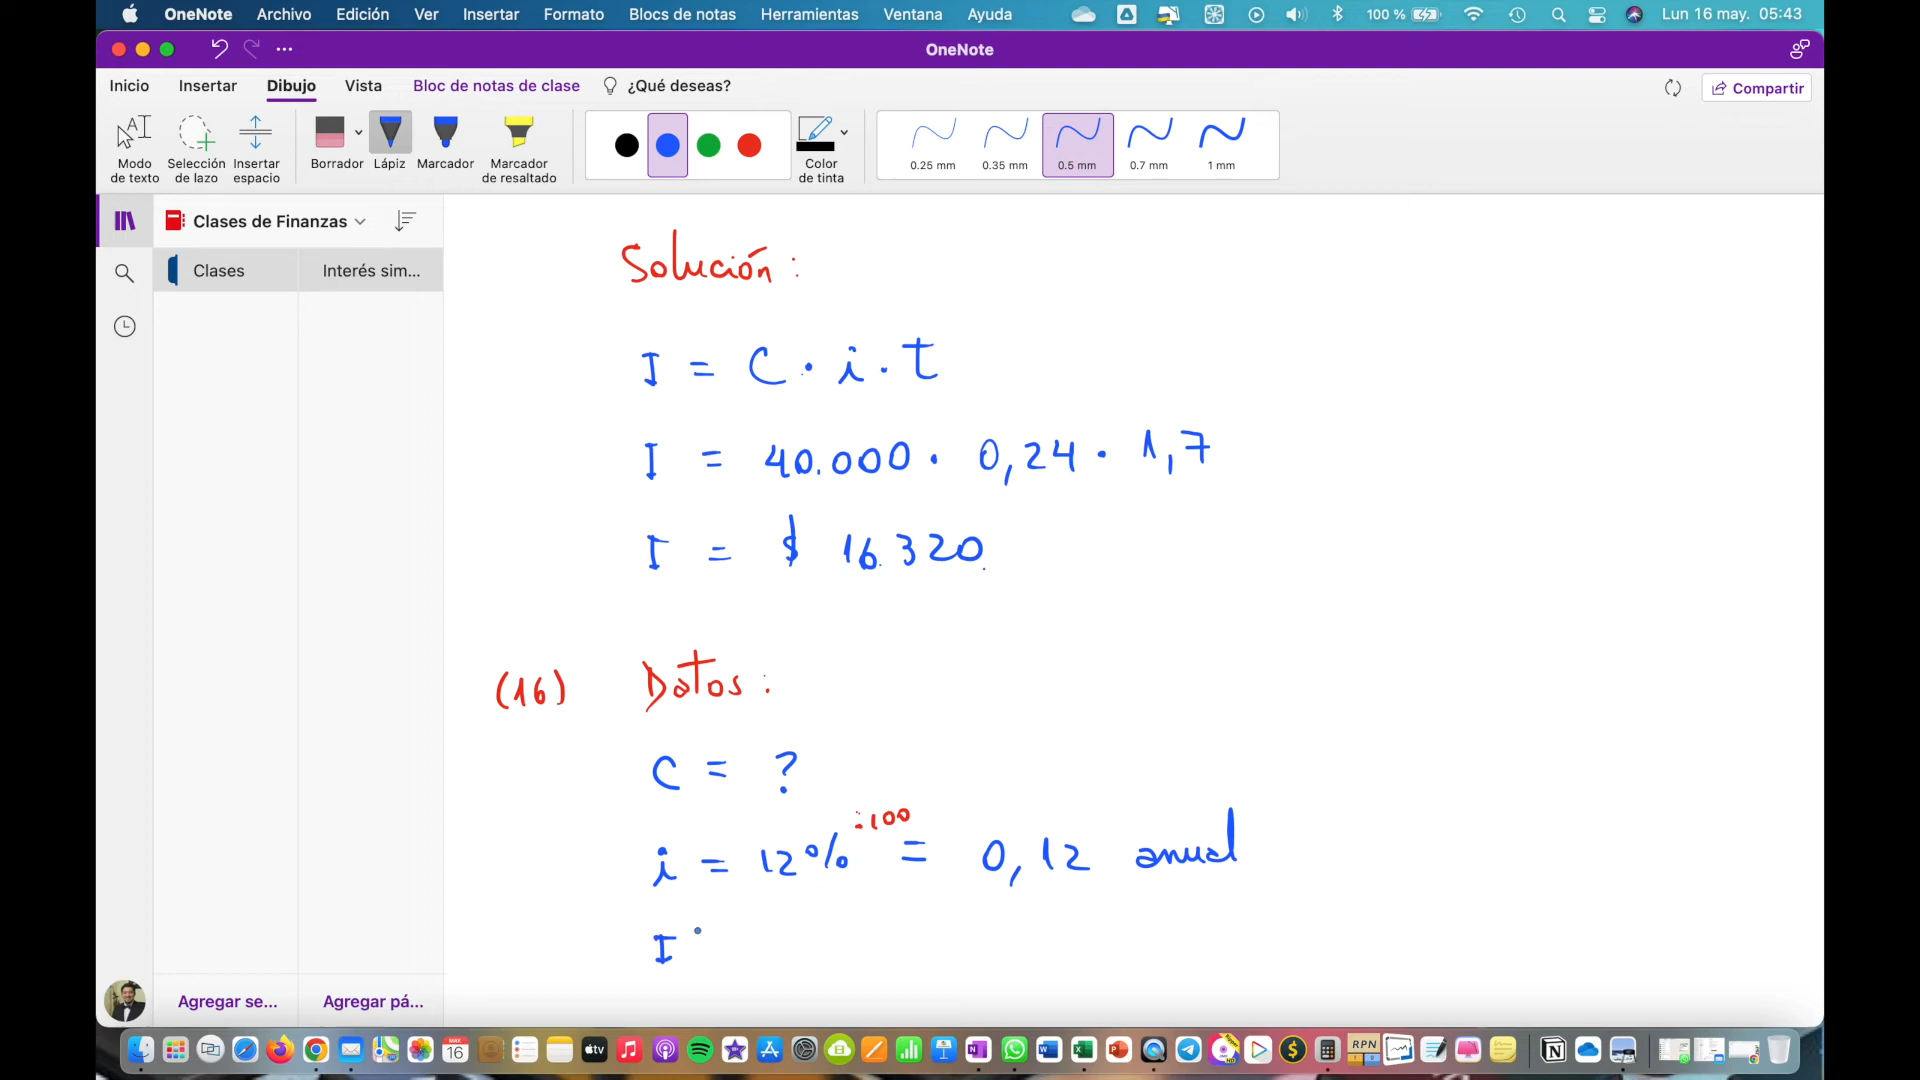 OneNote Archivo Edición Ver Insertar Formato Blocs de notas Herramientas Ventana Ayuda 100 % Lun 16 may. 05:43
OneNote
Inicio Insertar Dibujo Vista Bloc de notas de clase ¿Qué deseas? Compartir
Modo de texto
Selección de lazo
Insertar espacio
Borrador
Lápiz
Marcador
Marcador de resaltado
Color de tinta
0.25 mm 0.35 mm 0.5 mm 0.7 mm 1 mm
Clases de Finanzas
Clases Interés sim...
Solución:
I = C · i · t
I = 40.000 · 0,24 · 1,7
I = $ 16.320.
(16) Datos:
C = ?
:100
i = 12% = 0,12 anual
I
Agregar se... Agregar pá...
MAY.
16
tv
RPN